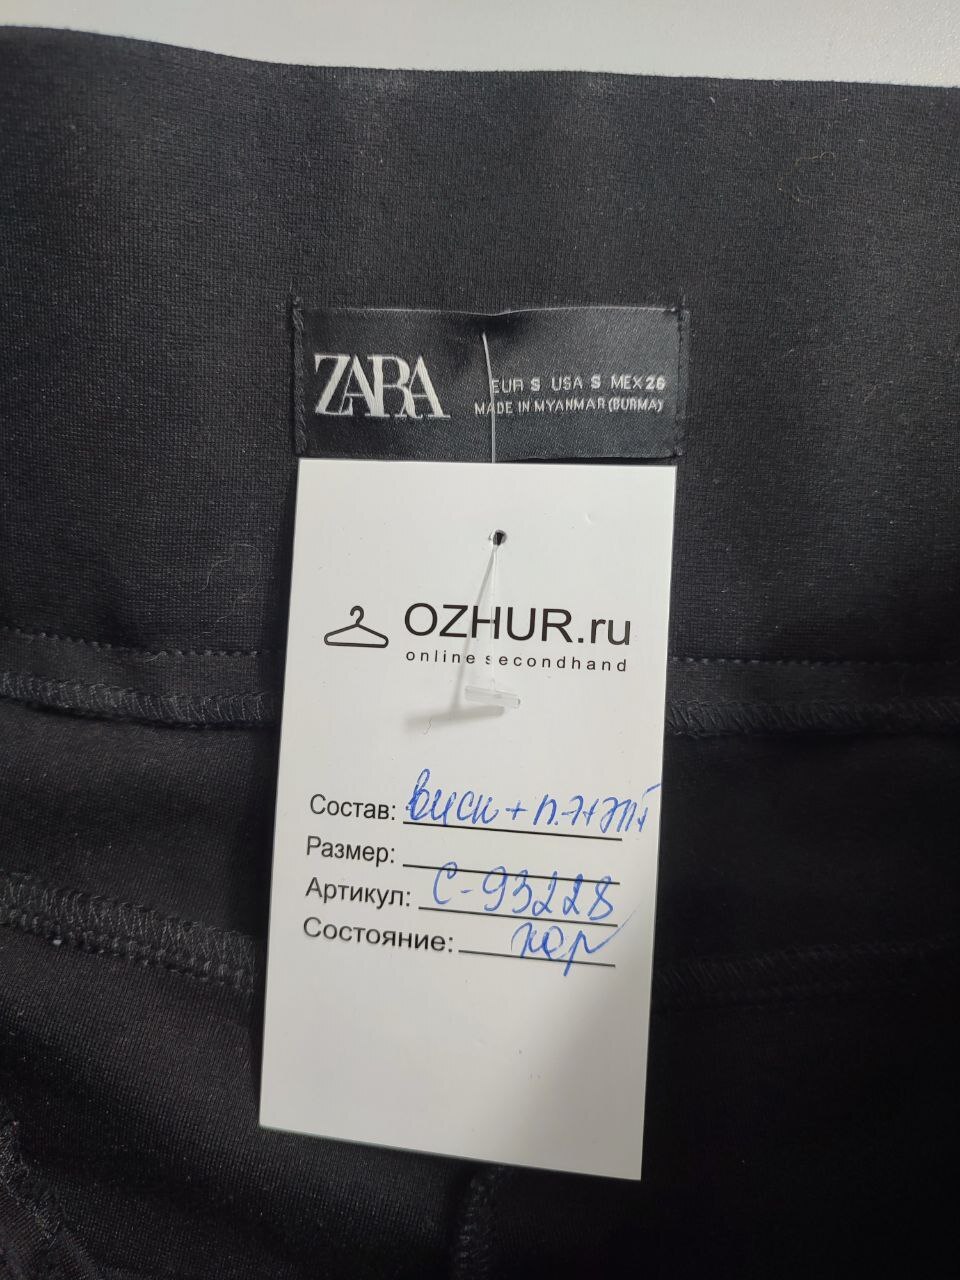 ZARA
EUR S USA S MEX 26
MADE IN MYANMAR (BURMA)
OZHUR.ru
online secondhand
Состав: виск + п.э+эл
Размер:
Артикул: С-93228
Состояние: хор